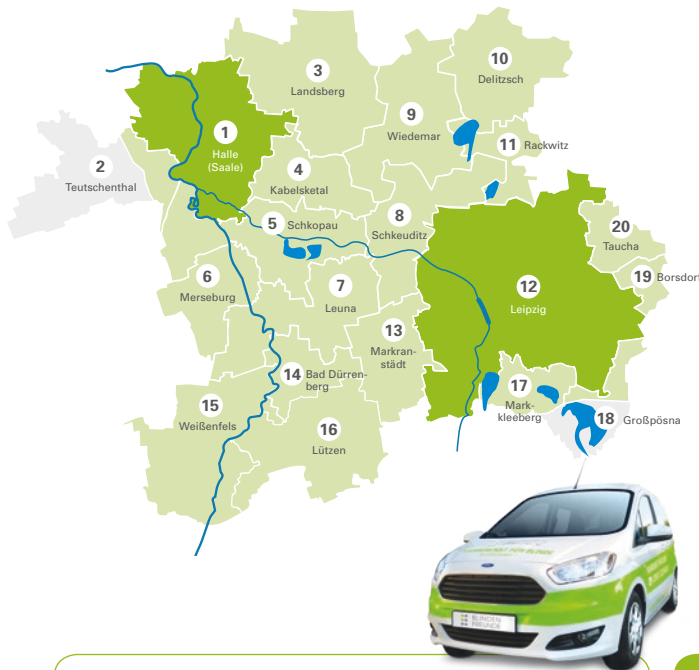 10
Delitzsch
3
Landsberg
9
Wiedemar
1
Halle
(Saale)
11 Rackwitz
2
Teutschenthal
4
Kabelsketal
5 Schkopau
8
Schkeuditz
20
Taucha
6
Merseburg
7
Leuna
12
Leipzig
19 Borsdorf
13
Markran-
städt
14 Bad Dürren-
berg
17
Mark-
kleeberg
15
Weißenfels
16
Lützen
18 Großpösna
BLINDEN
FREUNDE